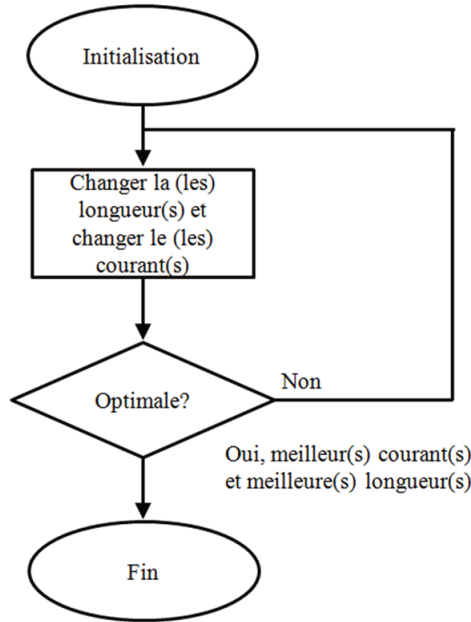 Initialisation
Changer la (les)
longueur(s) et
changer le (les)
courant(s)
Optimale?
Non
Oui, meilleur(s) courant(s)
et meilleure(s) longueur(s)
Fin